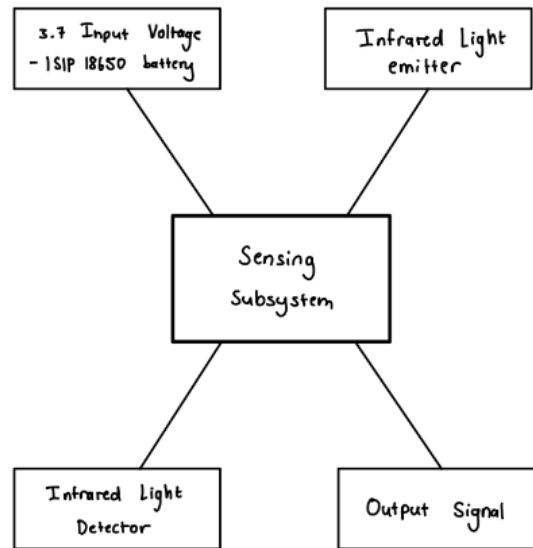 3.7 Input Voltage
- 1S1P 18650 battery
Infrared Light
emitter
Sensing
Subsystem
Infrared Light
Detector
Output Signal